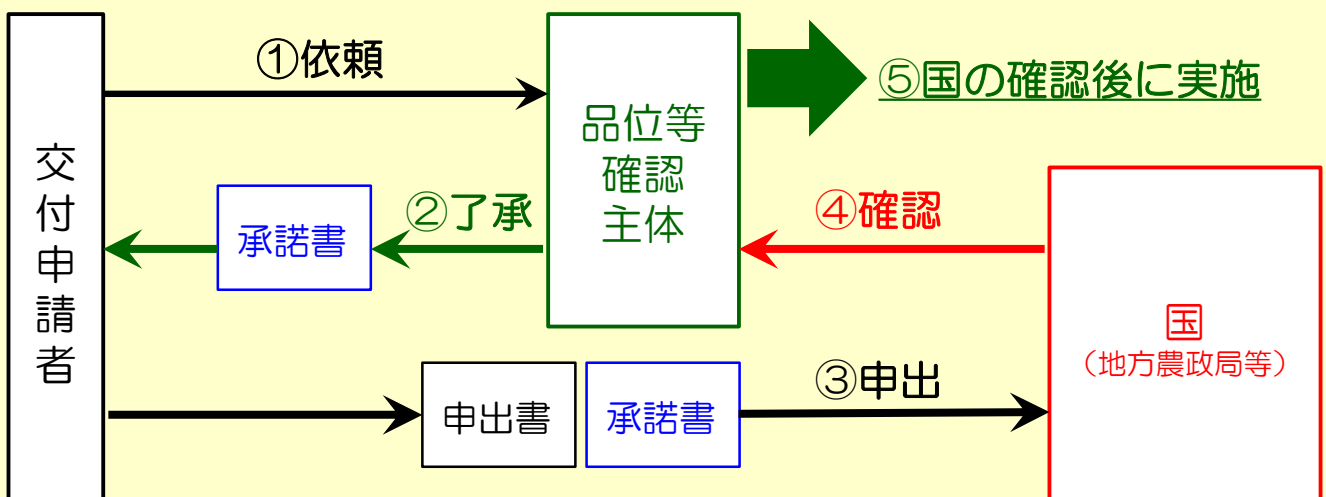 ①依頼
⑤国の確認後に実施
品位等
確認
主体
交付申請者
②了承
承諾書
④確認
国
（地方農政局等）
③申出
申出書
承諾書